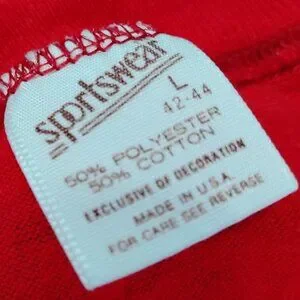 sportswear
L
42-44
50% POLYESTER
50% COTTON
EXCLUSIVE OF DECORATION
MADE IN U.S.A.
FOR CARE SEE REVERSE